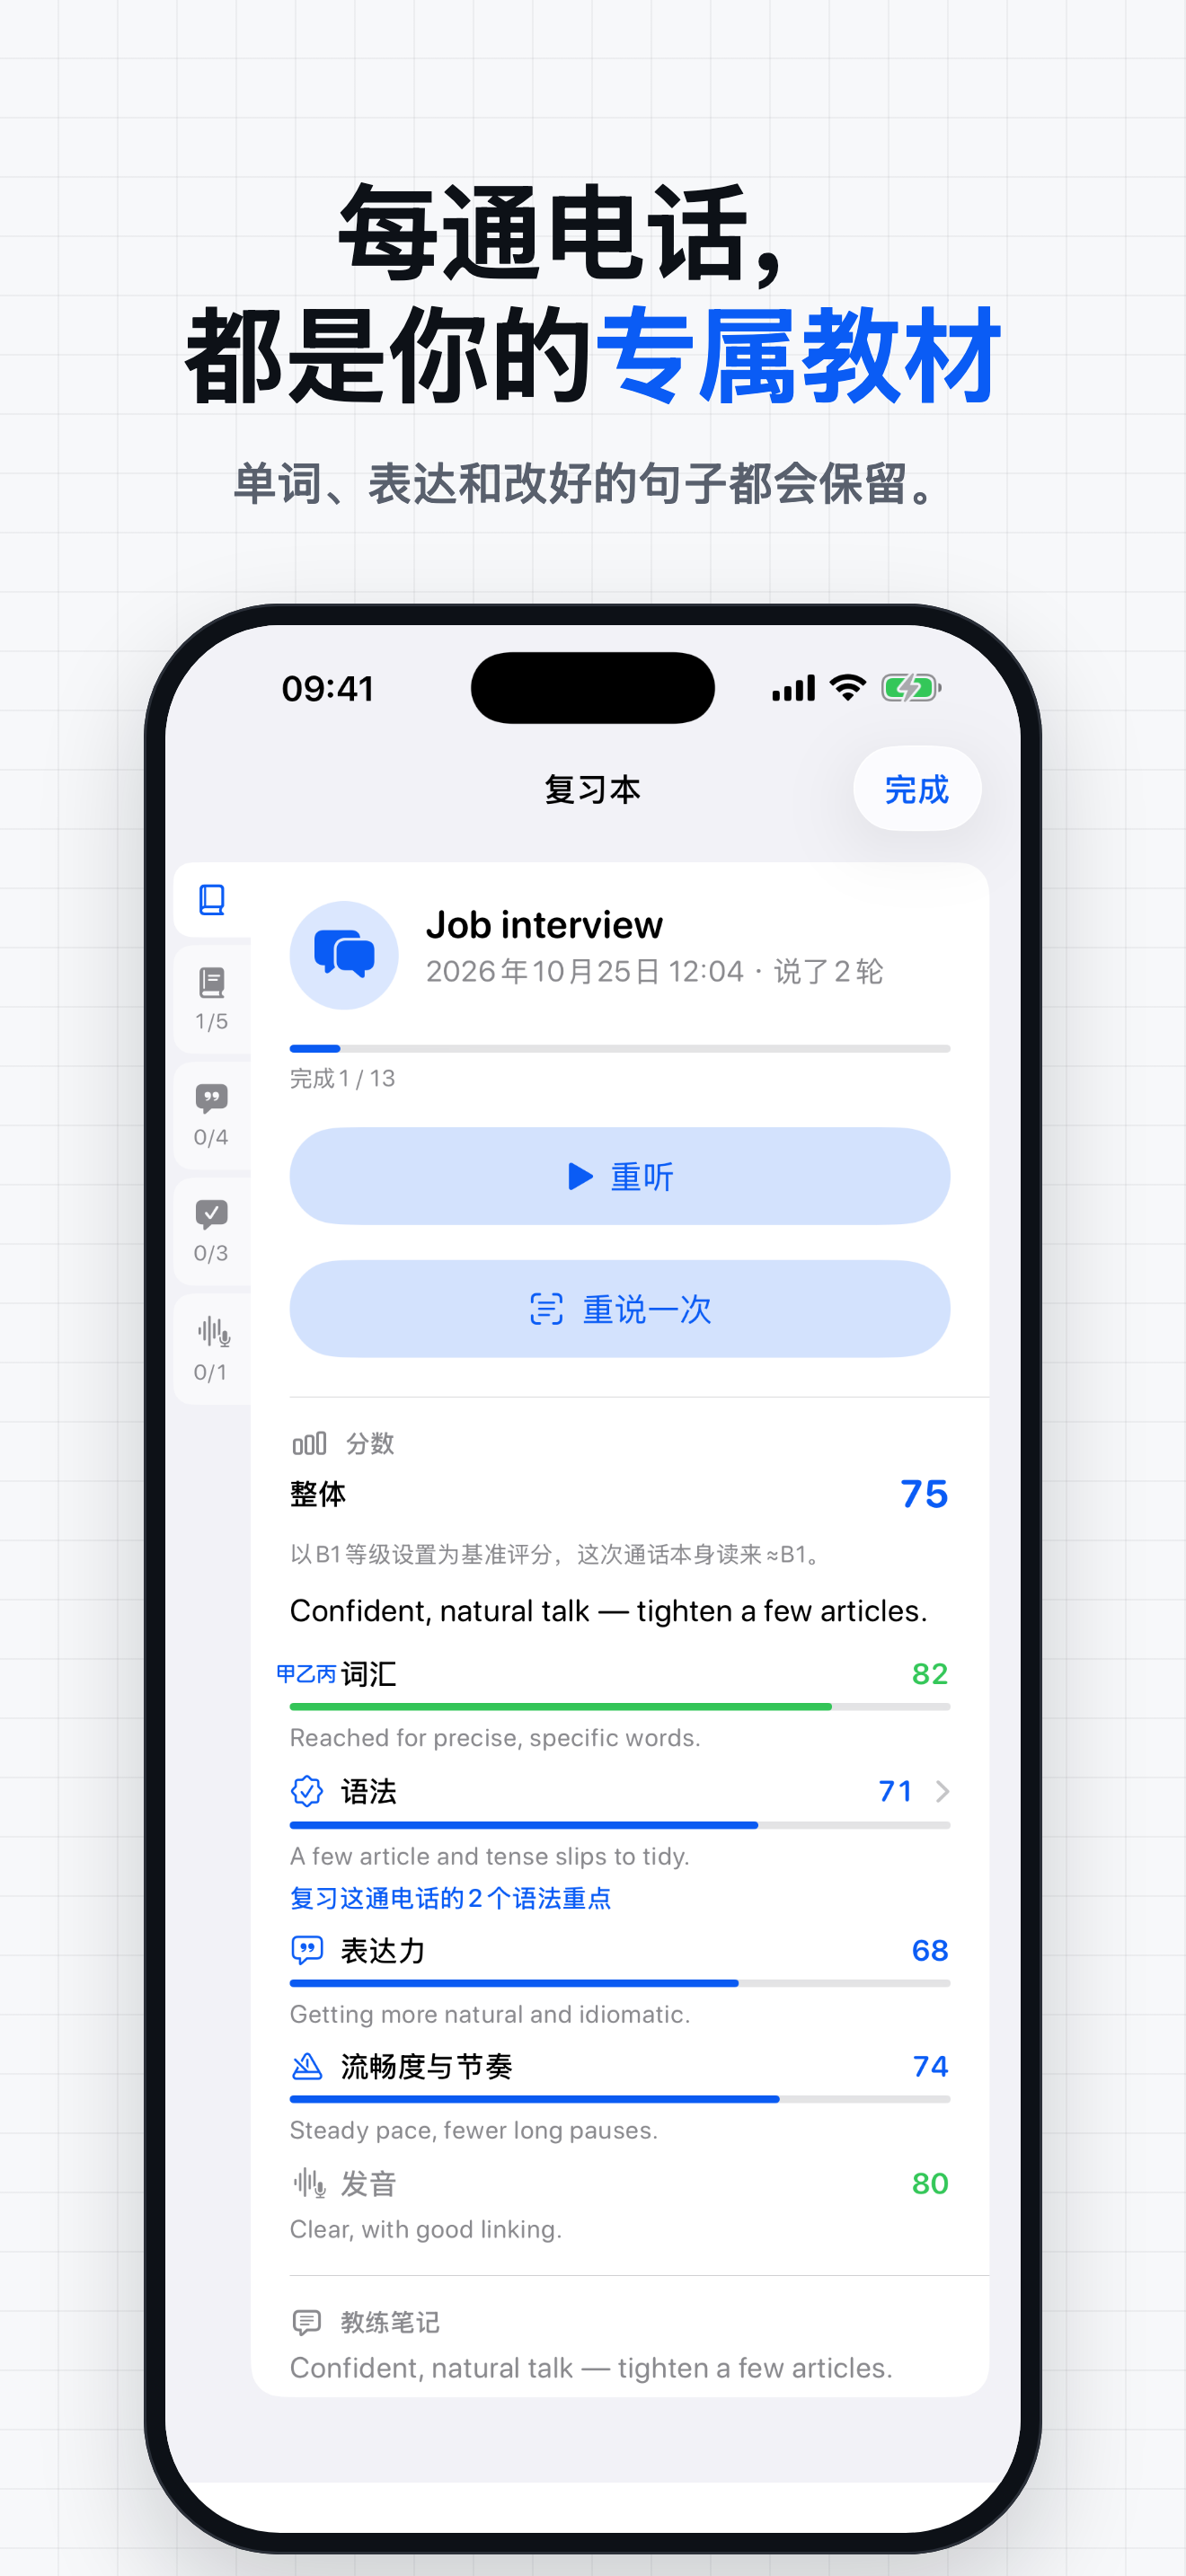 每通电话，
都是你的专属教材
单词、表达和改好的句子都会保留。
09:41
复习本
完成
Job interview
2026年10月25日 12:04 · 说了2轮
1/5
完成1 / 13
0/4
重听
0/3
重说一次
0/1
分数
整体 75
以B1等级设置为基准评分，这次通话本身读来≈B1。
Confident, natural talk — tighten a few articles.
甲乙丙 词汇 82
Reached for precise, specific words.
语法 71
A few article and tense slips to tidy.
复习这通电话的2个语法重点
表达力 68
Getting more natural and idiomatic.
流畅度与节奏 74
Steady pace, fewer long pauses.
发音 80
Clear, with good linking.
教练笔记
Confident, natural talk — tighten a few articles.